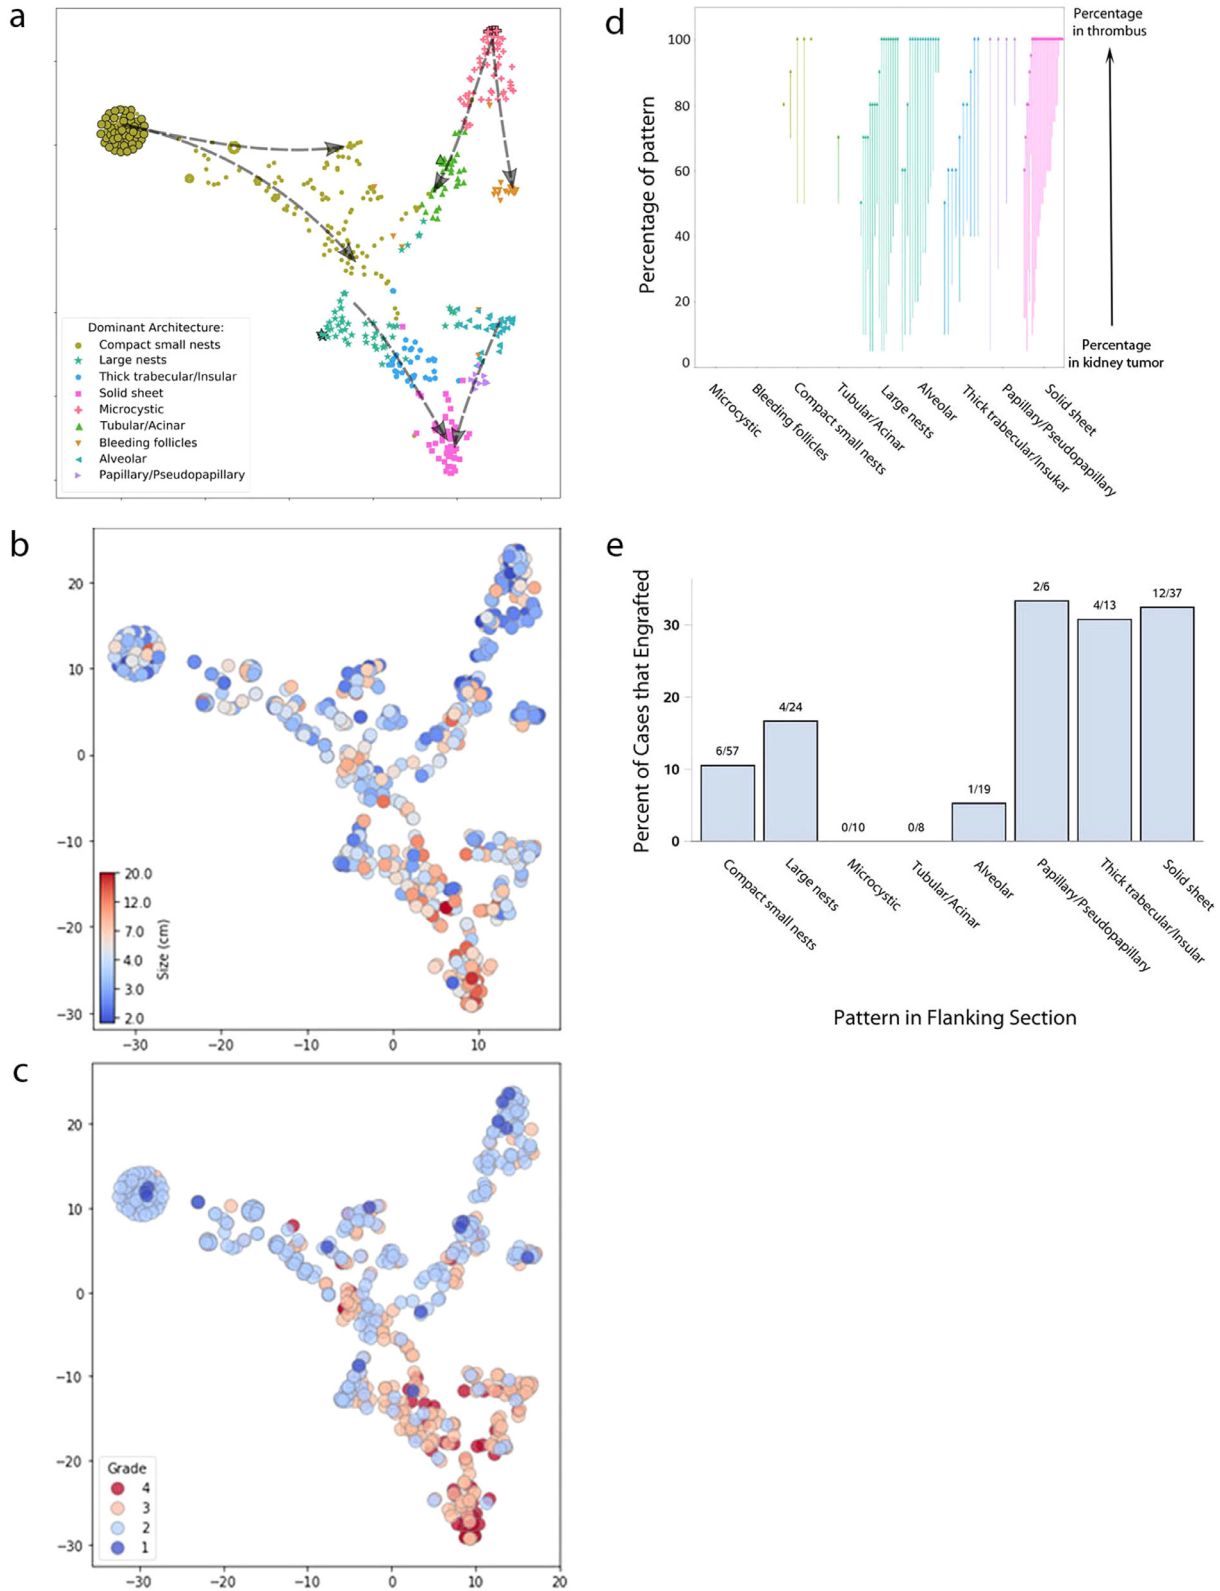 a
Dominant Architecture:
Compact small nests
Large nests
Thick trabecular/Insular
Solid sheet
Microcystic
Tubular/Acinar
Bleeding follicles
Alveolar
Papillary/Pseudopapillary
b
20
10
0
−10
−20
−30
−30 −20 −10 0 10
20.0
12.0
7.0
4.0
3.0
2.0
Size (cm)
c
20
10
0
−10
−20
−30
−30 −20 −10 0 10 20
Grade
4
3
2
1
d
Percentage of pattern
100
80
60
40
20
0
Percentage
in thrombus
Percentage
in kidney tumor
Microcystic
Bleeding follicles
Compact small nests
Tubular/Acinar
Large nests
Alveolar
Thick trabecular/Insukar
Papillary/Pseudopapillary
Solid sheet
e
Percent of Cases that Engrafted
30
20
10
0
6/57
4/24
0/10
0/8
1/19
2/6
4/13
12/37
Compact small nests
Large nests
Microcystic
Tubular/Acinar
Alveolar
Papillary/Pseudopapillary
Thick trabecular/Insular
Solid sheet
Pattern in Flanking Section